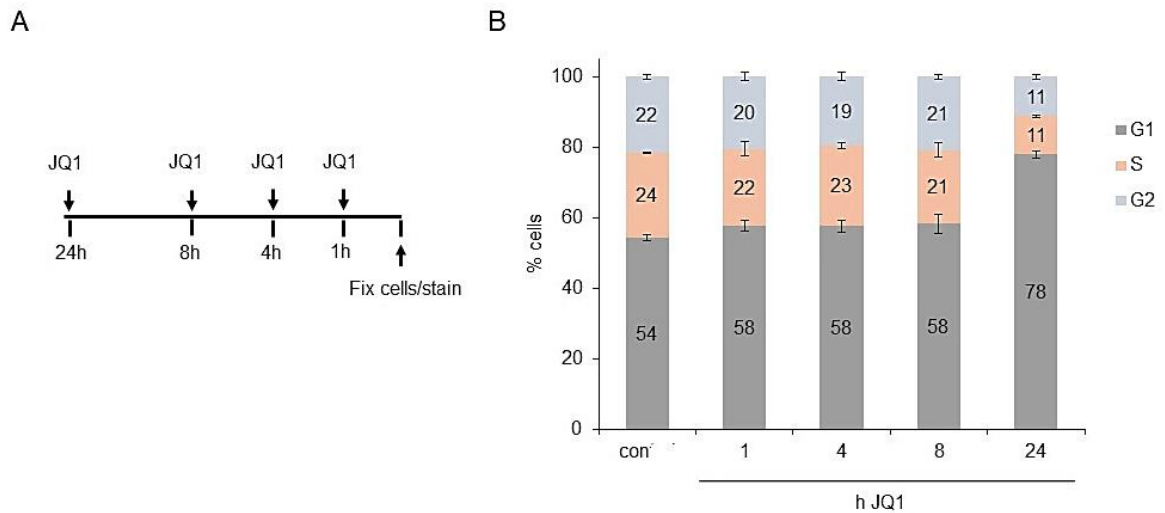 A
JQ1 JQ1 JQ1 JQ1
24h 8h 4h 1h
Fix cells/stain
B
% cells
100
80
60
40
20
0
22 20 19 21 11
24 22 23 21 11
54 58 58 58 78
1 4 8 24
h JQ1
G1
S
G2